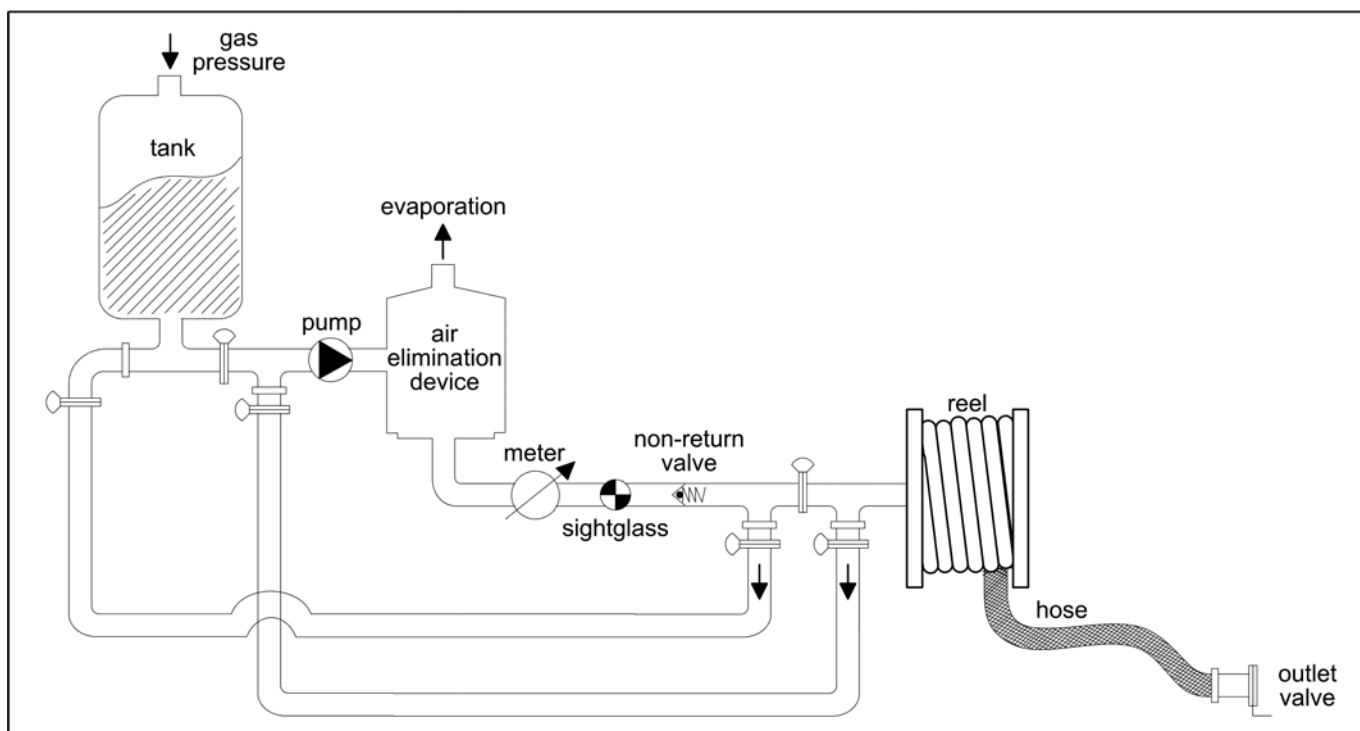 gas
pressure
tank
evaporation
pump
air
elimination
device
meter
sightglass
non-return
valve
reel
hose
outlet
valve